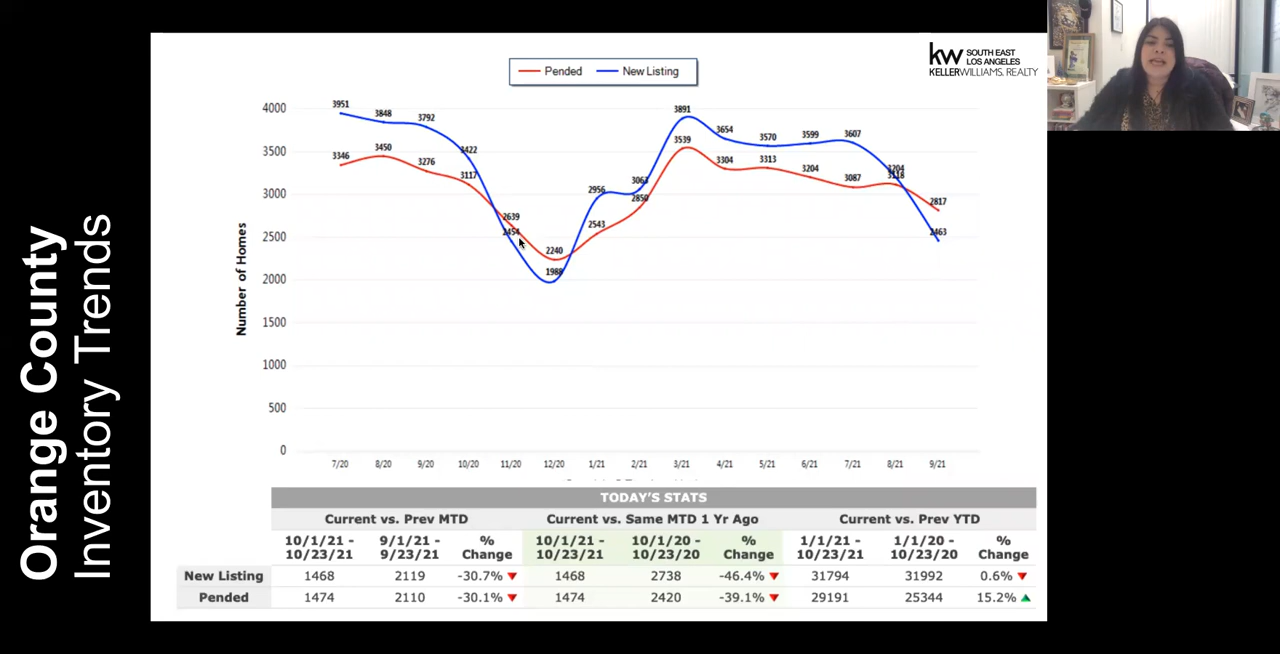 Orange County
Inventory Trends
kw SOUTH EAST
LOS ANGELES
KELLERWILLIAMS. REALTY
Pended New Listing
Number of Homes
4000
3500
3000
2500
2000
1500
1000
500
0
3951 3848 3792 3422 2454 1988 2956 3063 3891 3654 3570 3599 3607 3204 2463
3346 3450 3276 3117 2639 2240 2543 2850 3539 3304 3313 3204 3087 3118 2817
7/20 8/20 9/20 10/20 11/20 12/20 1/21 2/21 3/21 4/21 5/21 6/21 7/21 8/21 9/21
TODAY'S STATS
Current vs. Prev MTD Current vs. Same MTD 1 Yr Ago Current vs. Prev YTD
10/1/21 - 9/1/21 - % 10/1/21 - 10/1/20 - % 1/1/21 - 1/1/20 - %
10/23/21 9/23/21 Change 10/23/21 10/23/20 Change 10/23/21 10/23/20 Change
New Listing 1468 2119 -30.7% 1468 2738 -46.4% 31794 31992 0.6%
Pended 1474 2110 -30.1% 1474 2420 -39.1% 29191 25344 15.2%